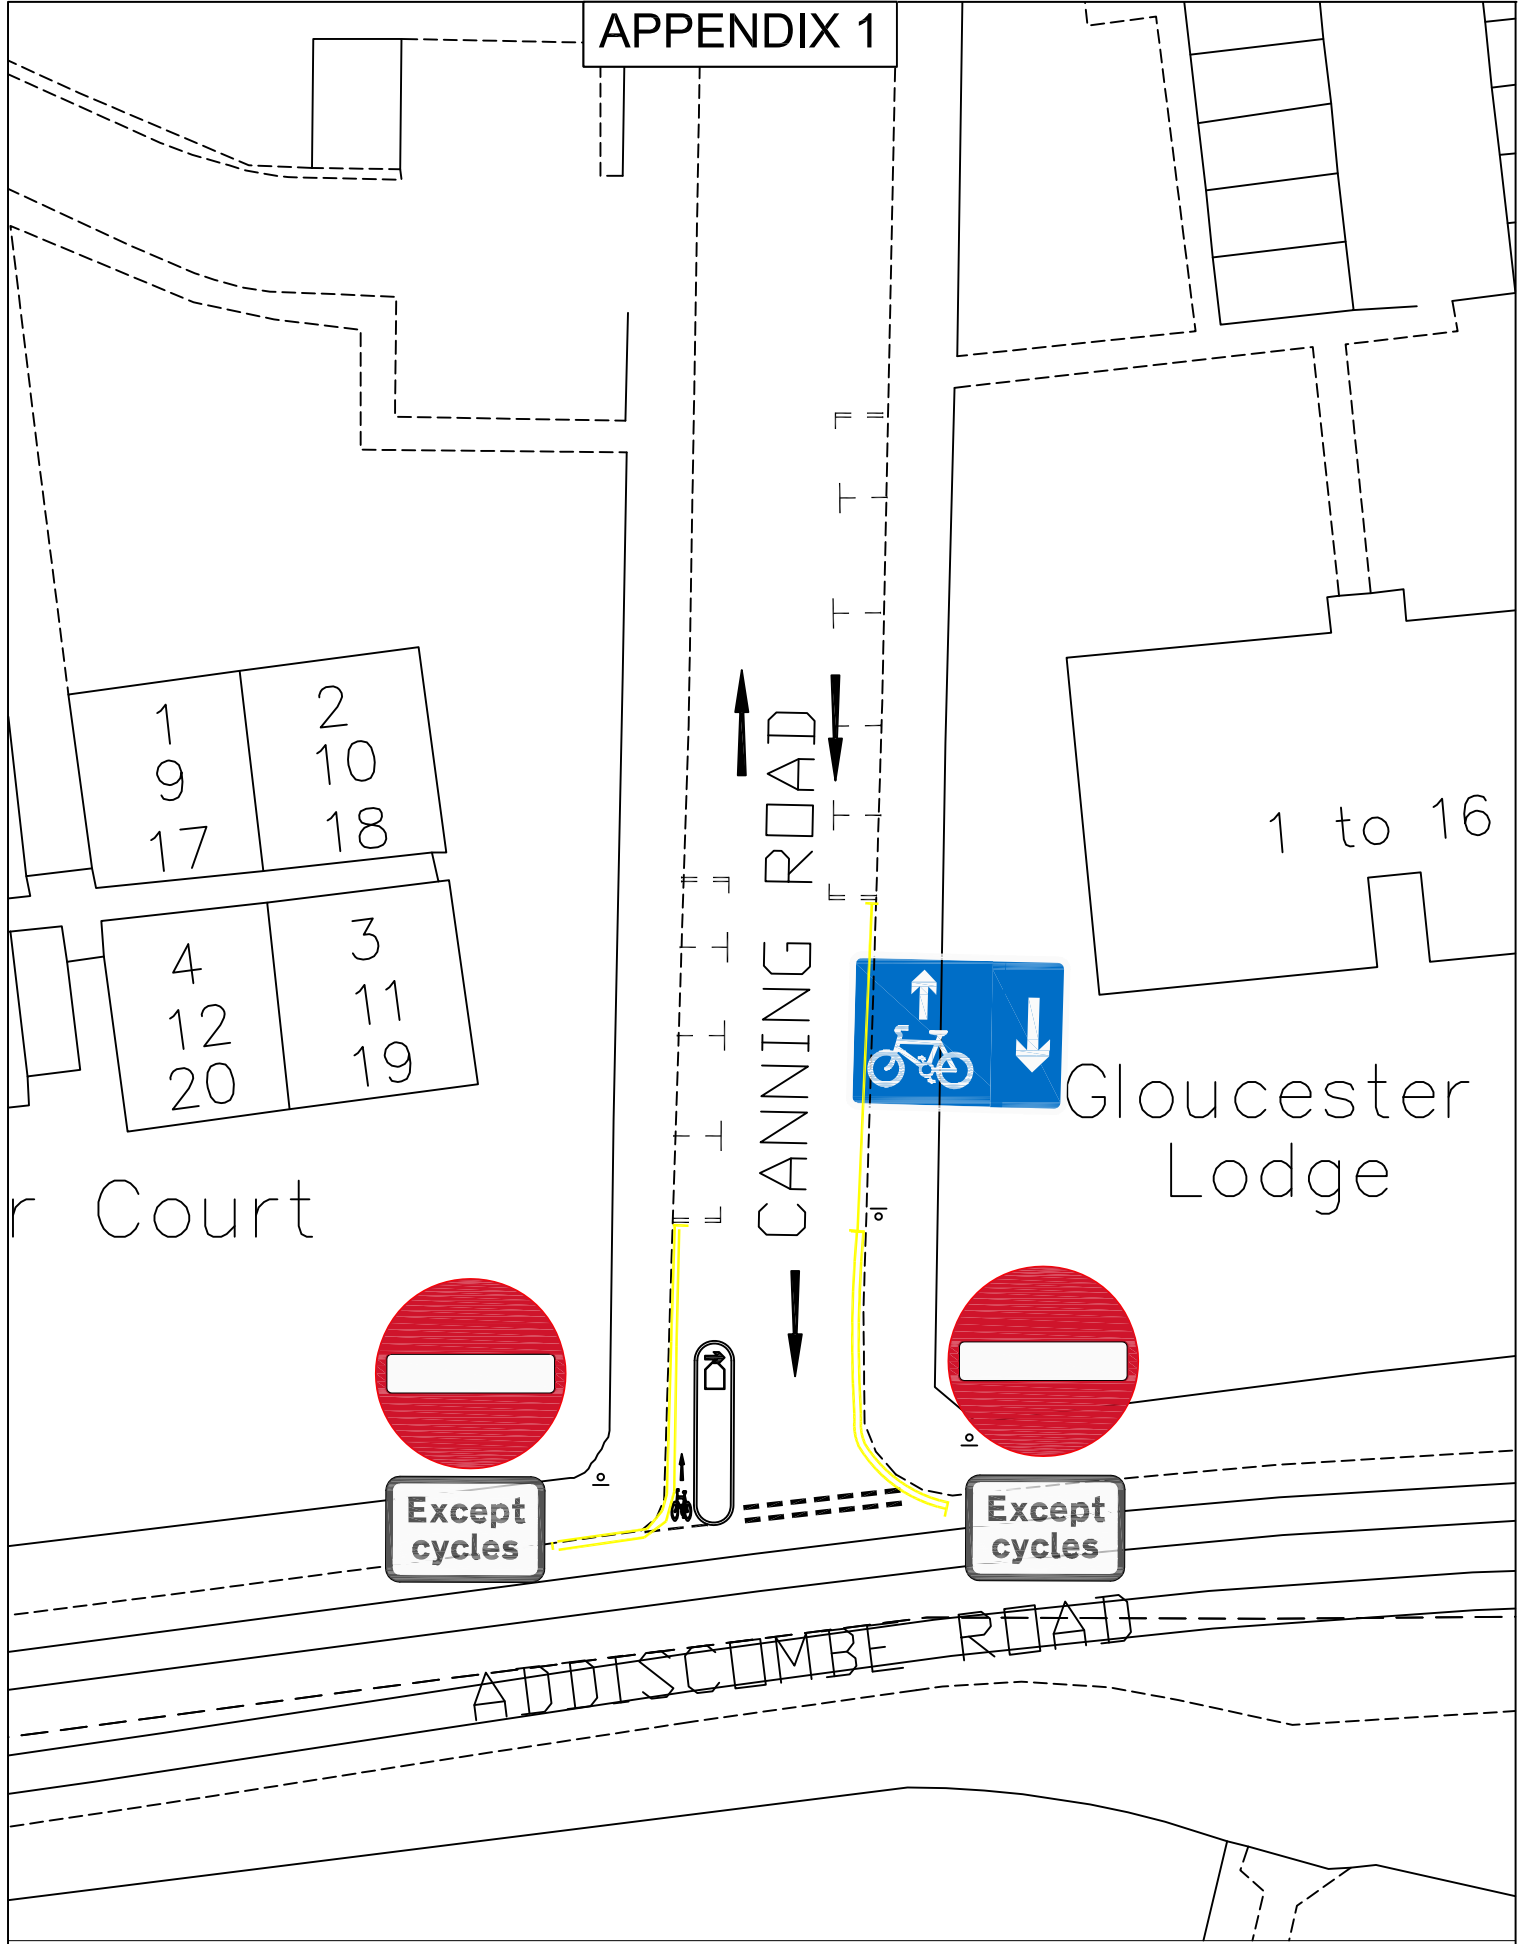 APPENDIX 1
1
9
17
2
10
18
4
12
20
3
11
19
r Court
CANNING ROAD
1 to 16
Gloucester
Lodge
Except
cycles
Except
cycles
ADDISCOMBE ROAD